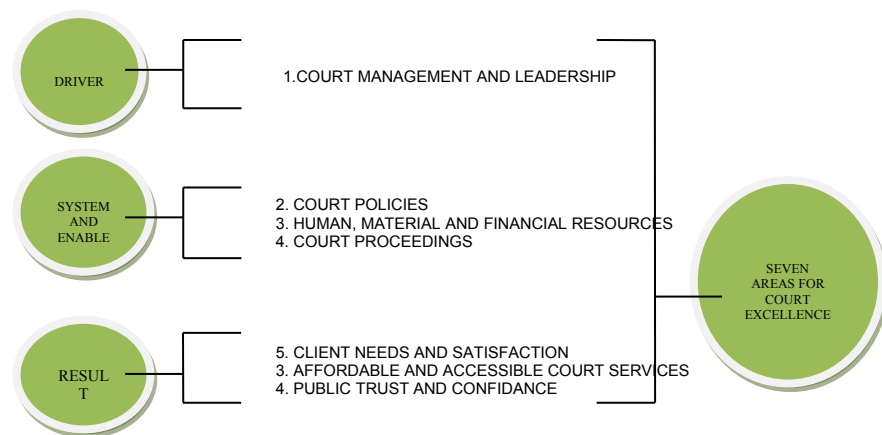 DRIVER
1.COURT MANAGEMENT AND LEADERSHIP
SYSTEM
AND
ENABLE
2. COURT POLICIES
3. HUMAN, MATERIAL AND FINANCIAL RESOURCES
4. COURT PROCEEDINGS
SEVEN
AREAS FOR
COURT
EXCELLENCE
RESUL
T
5. CLIENT NEEDS AND SATISFACTION
3. AFFORDABLE AND ACCESSIBLE COURT SERVICES
4. PUBLIC TRUST AND CONFIDANCE